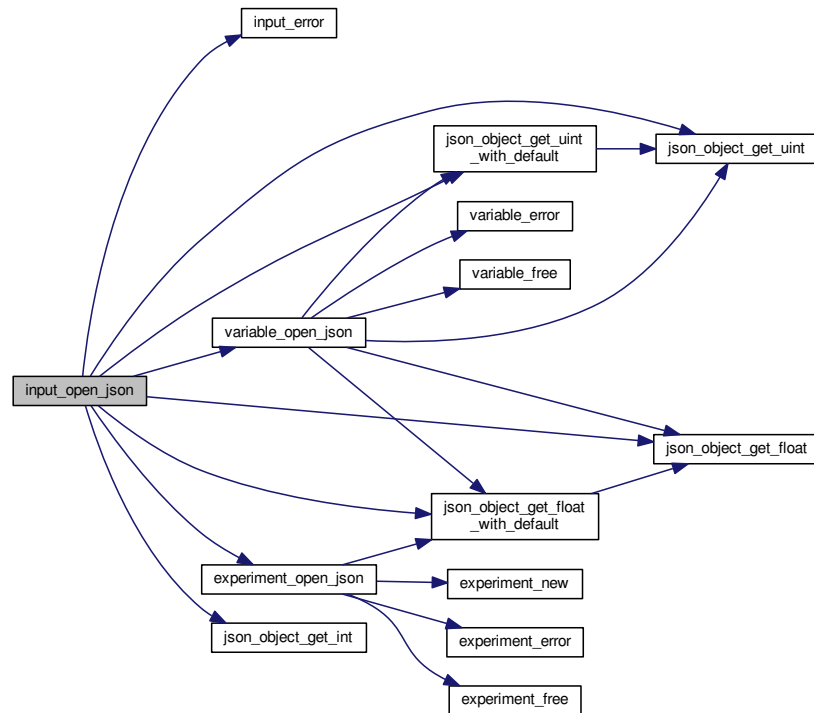 input_error
json_object_get_uint
_with_default
json_object_get_uint
variable_error
variable_free
variable_open_json
input_open_json
json_object_get_float
json_object_get_float
_with_default
experiment_open_json
experiment_new
json_object_get_int
experiment_error
experiment_free